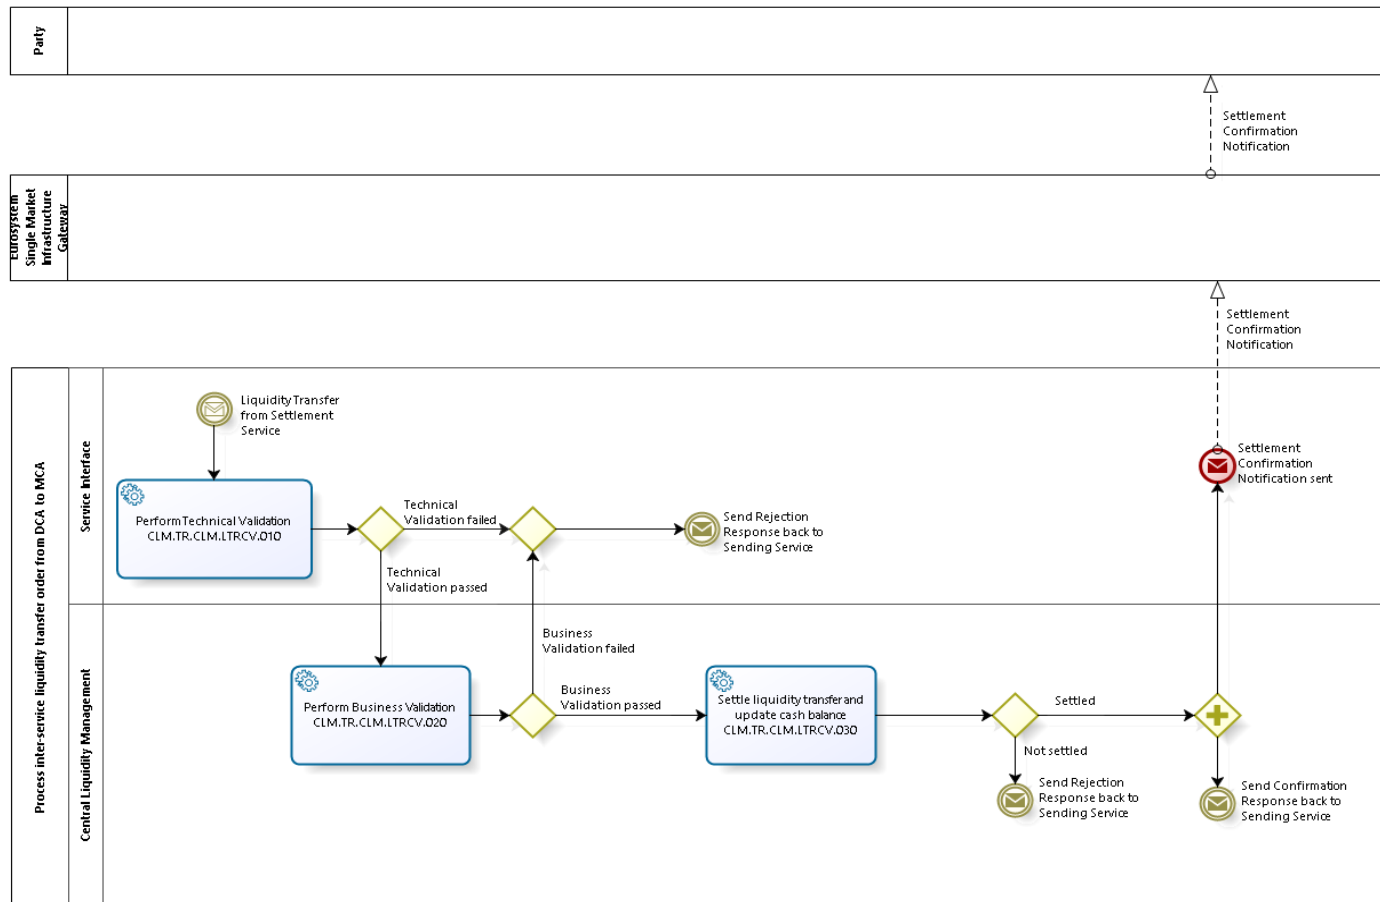 Party
Settlement
Confirmation
Notification
Eurosystem
Single Market
Infrastructure
Gateway
Settlement
Confirmation
Notification
Process inter-service liquidity transfer order from DCA to MCA
Service Interface
Liquidity Transfer
from Settlement
Service
Settlement
Confirmation
Notification sent
Perform Technical Validation
CLM.TR.CLM.LTRCV.010
Technical
Validation failed
Send Rejection
Response back to
Sending Service
Technical
Validation passed
Central Liquidity Management
Business
Validation failed
Perform Business Validation
CLM.TR.CLM.LTRCV.020
Business
Validation passed
Settle liquidity transfer and
update cash balance
CLM.TR.CLM.LTRCV.030
Settled
Not settled
Send Rejection
Response back to
Sending Service
Send Confirmation
Response back to
Sending Service